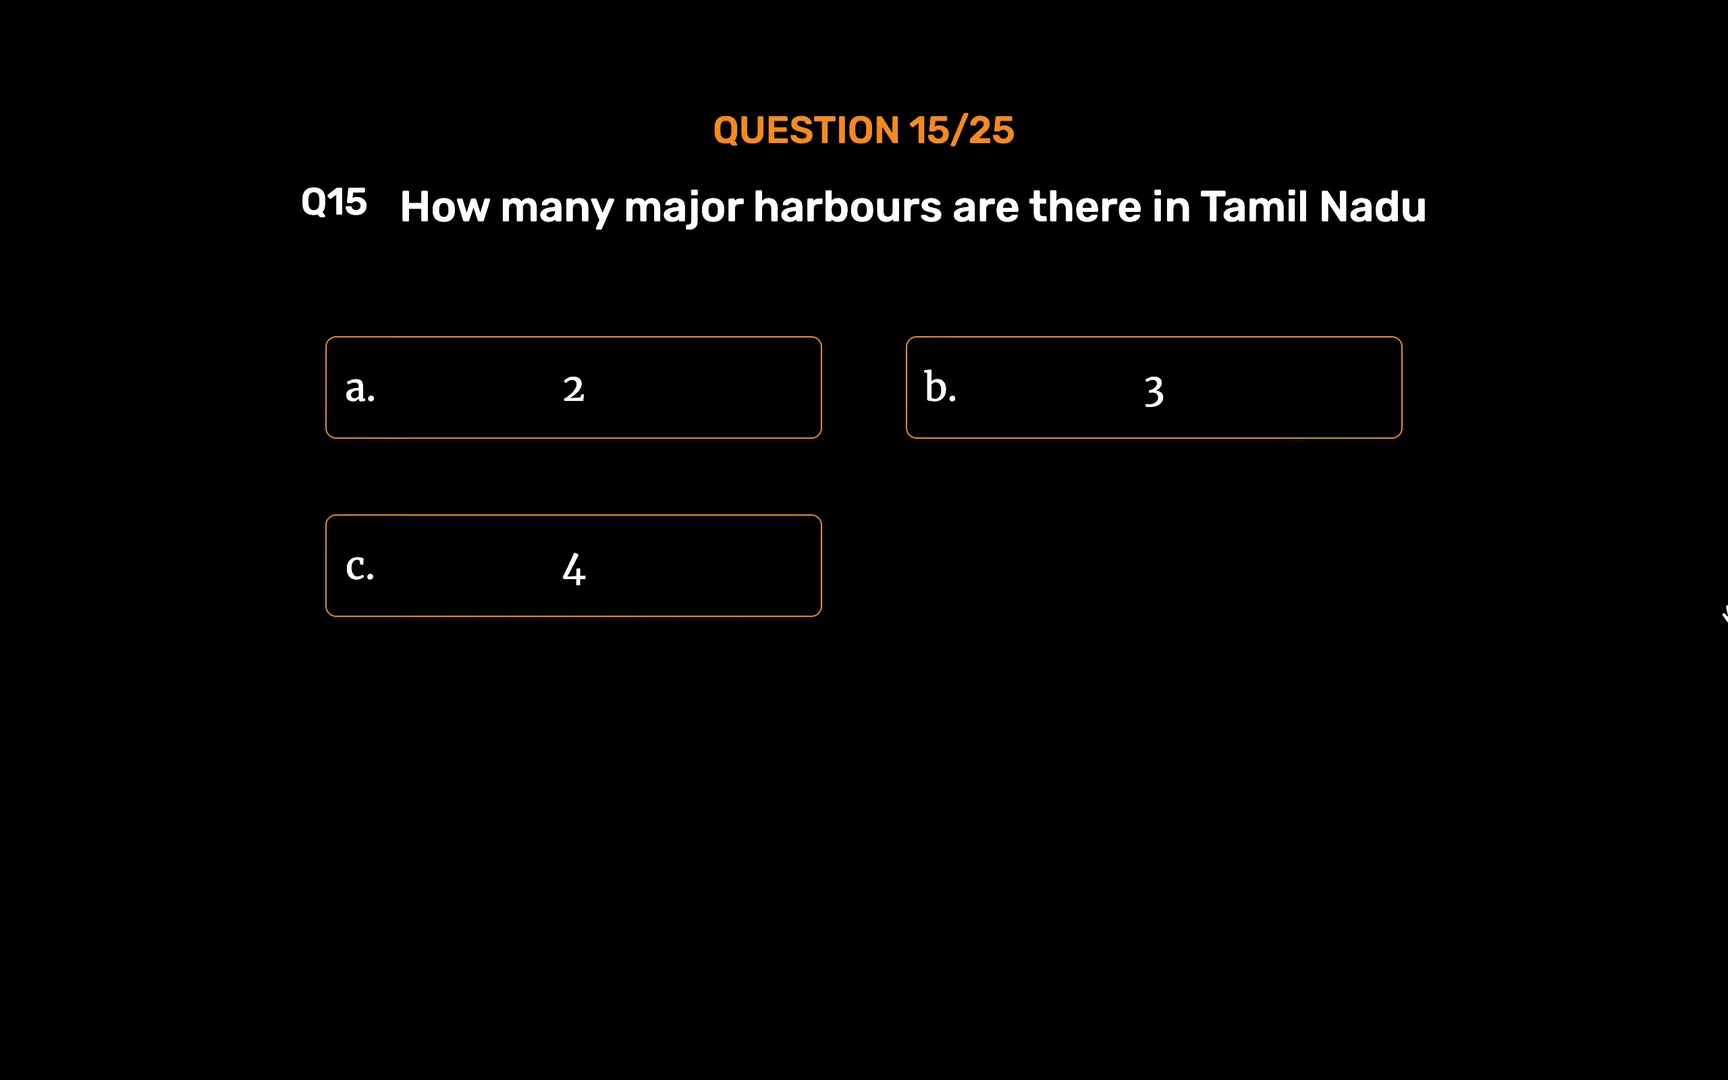 QUESTION 15/25
Q15 How many major harbours are there in Tamil Nadu
a. 2
b. 3
c. 4